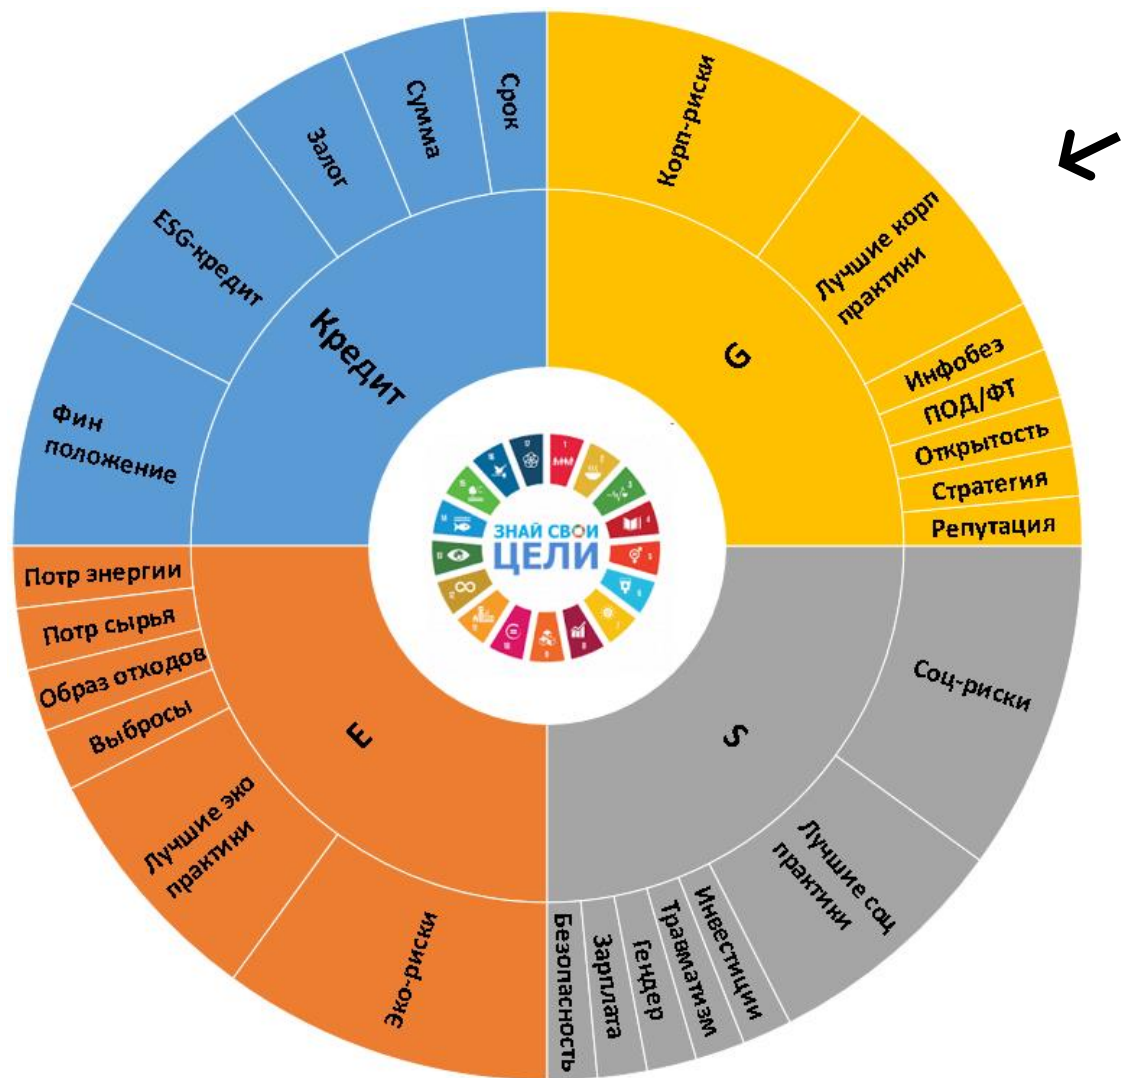 Корп-риски
Лучшие корп
практики
Инфобез
ПОД/ФТ
Открытость
Стратегия
Репутация
G
Соц-риски
Лучшие соц
практики
Инвестиции
Травматизм
Гендер
Зарплата
Безопасность
S
Эко-риски
Лучшие эко
практики
Выбросы
Образ отходов
Потр сырья
Потр энергии
E
Фин
положение
ESG-кредит
Залог
Сумма
Срок
Кредит
ЗНАЙ СВОИ
ЦЕЛИ